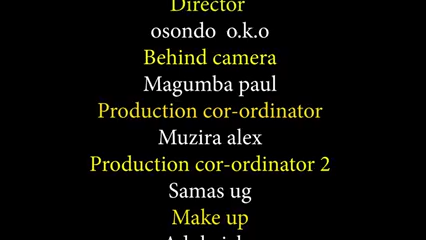 Director
osondo o.k.o
Behind camera
Magumba paul
Production cor-ordinator
Muzira alex
Production cor-ordinator 2
Samas ug
Make up